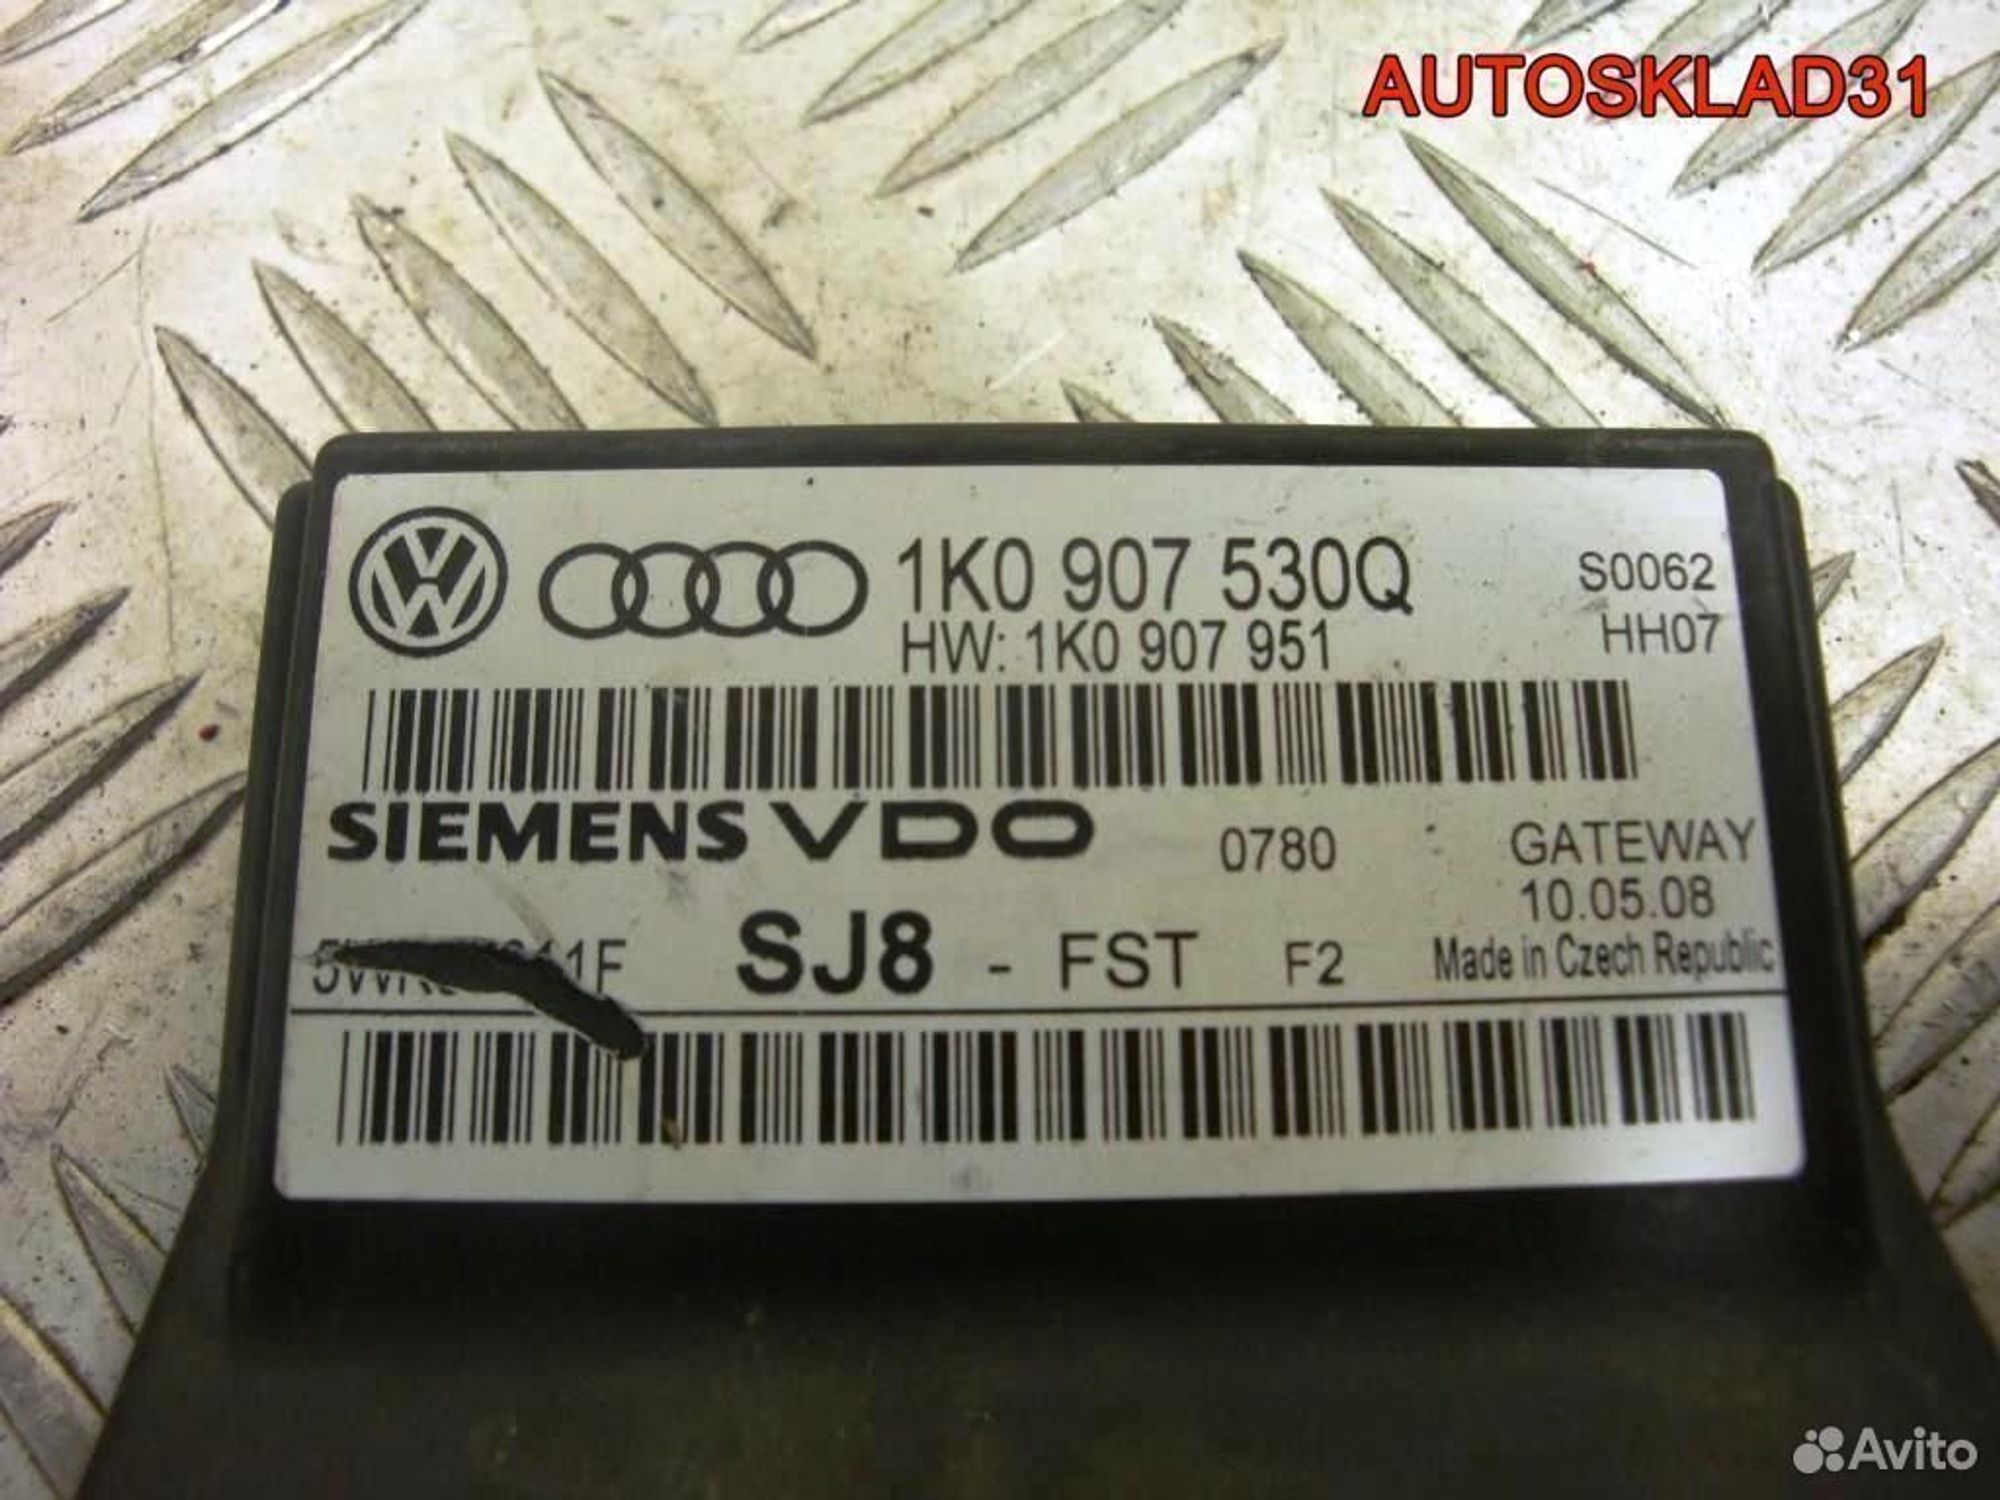 AUTOSKLAD31
1K0 907 530Q
S0062
HW: 1K0 907 951
HH07
SIEMENS VDO
0780
GATEWAY
10.05.08
SJ8 - FST F2
Made in Czech Republic
Avito